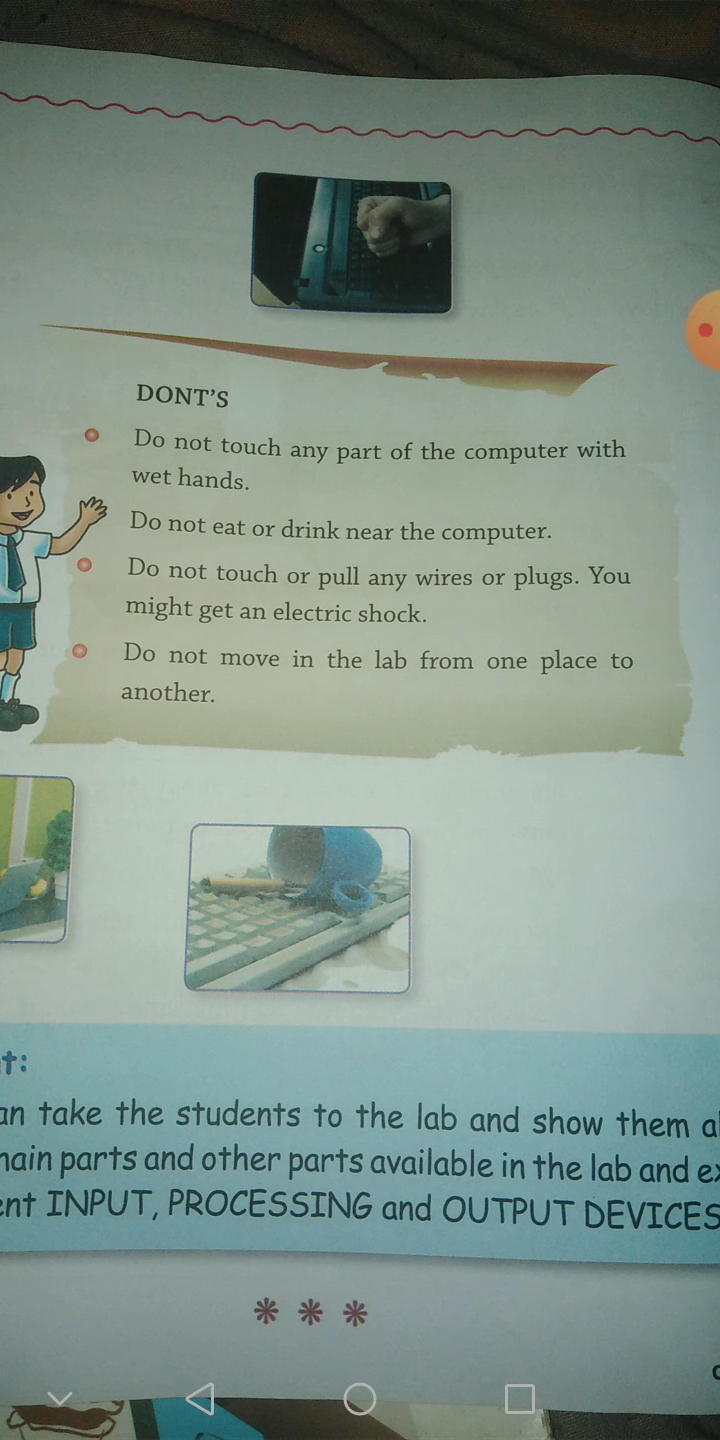 DONT'S
Do not touch any part of the computer with
wet hands.
Do not eat or drink near the computer.
Do not touch or pull any wires or plugs. You
might get an electric shock.
Do not move in the lab from one place to
another.
take the students to the lab and show them
parts and other parts available in the lab and
INPUT, PROCESSING and OUTPUT DEVICES